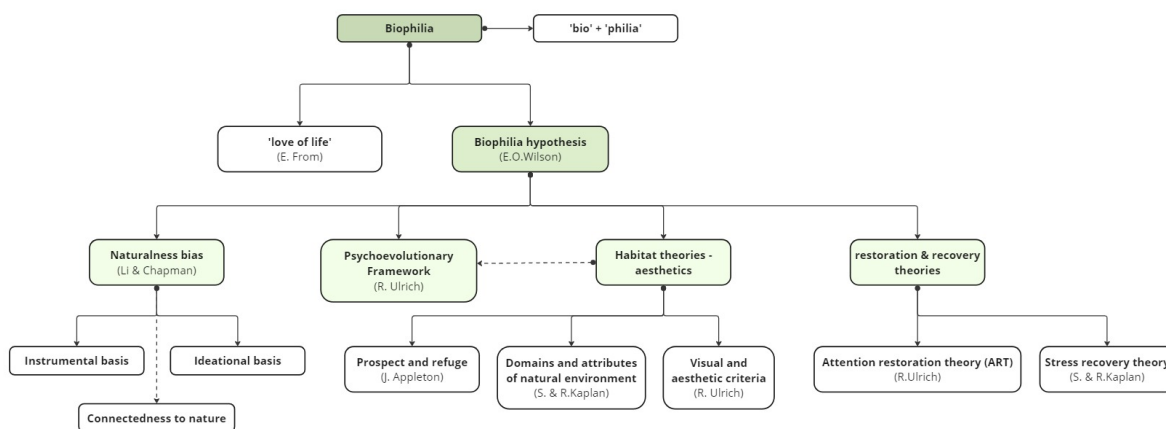 Biophilia
'bio' + 'philia'
'love of life'
(E. From)
Biophilia hypothesis
(E.O.Wilson)
Naturalness bias
(Li & Chapman)
Psychoevolutionary
Framework
(R. Ulrich)
Habitat theories -
aesthetics
restoration & recovery
theories
Instrumental basis
Ideational basis
Prospect and refuge
(J. Appleton)
Domains and attributes
of natural environment
(S. & R.Kaplan)
Visual and
aesthetic criteria
(R. Ulrich)
Attention restoration theory (ART)
(R.Ulrich)
Stress recovery theory
(S. & R.Kaplan)
Connectedness to nature